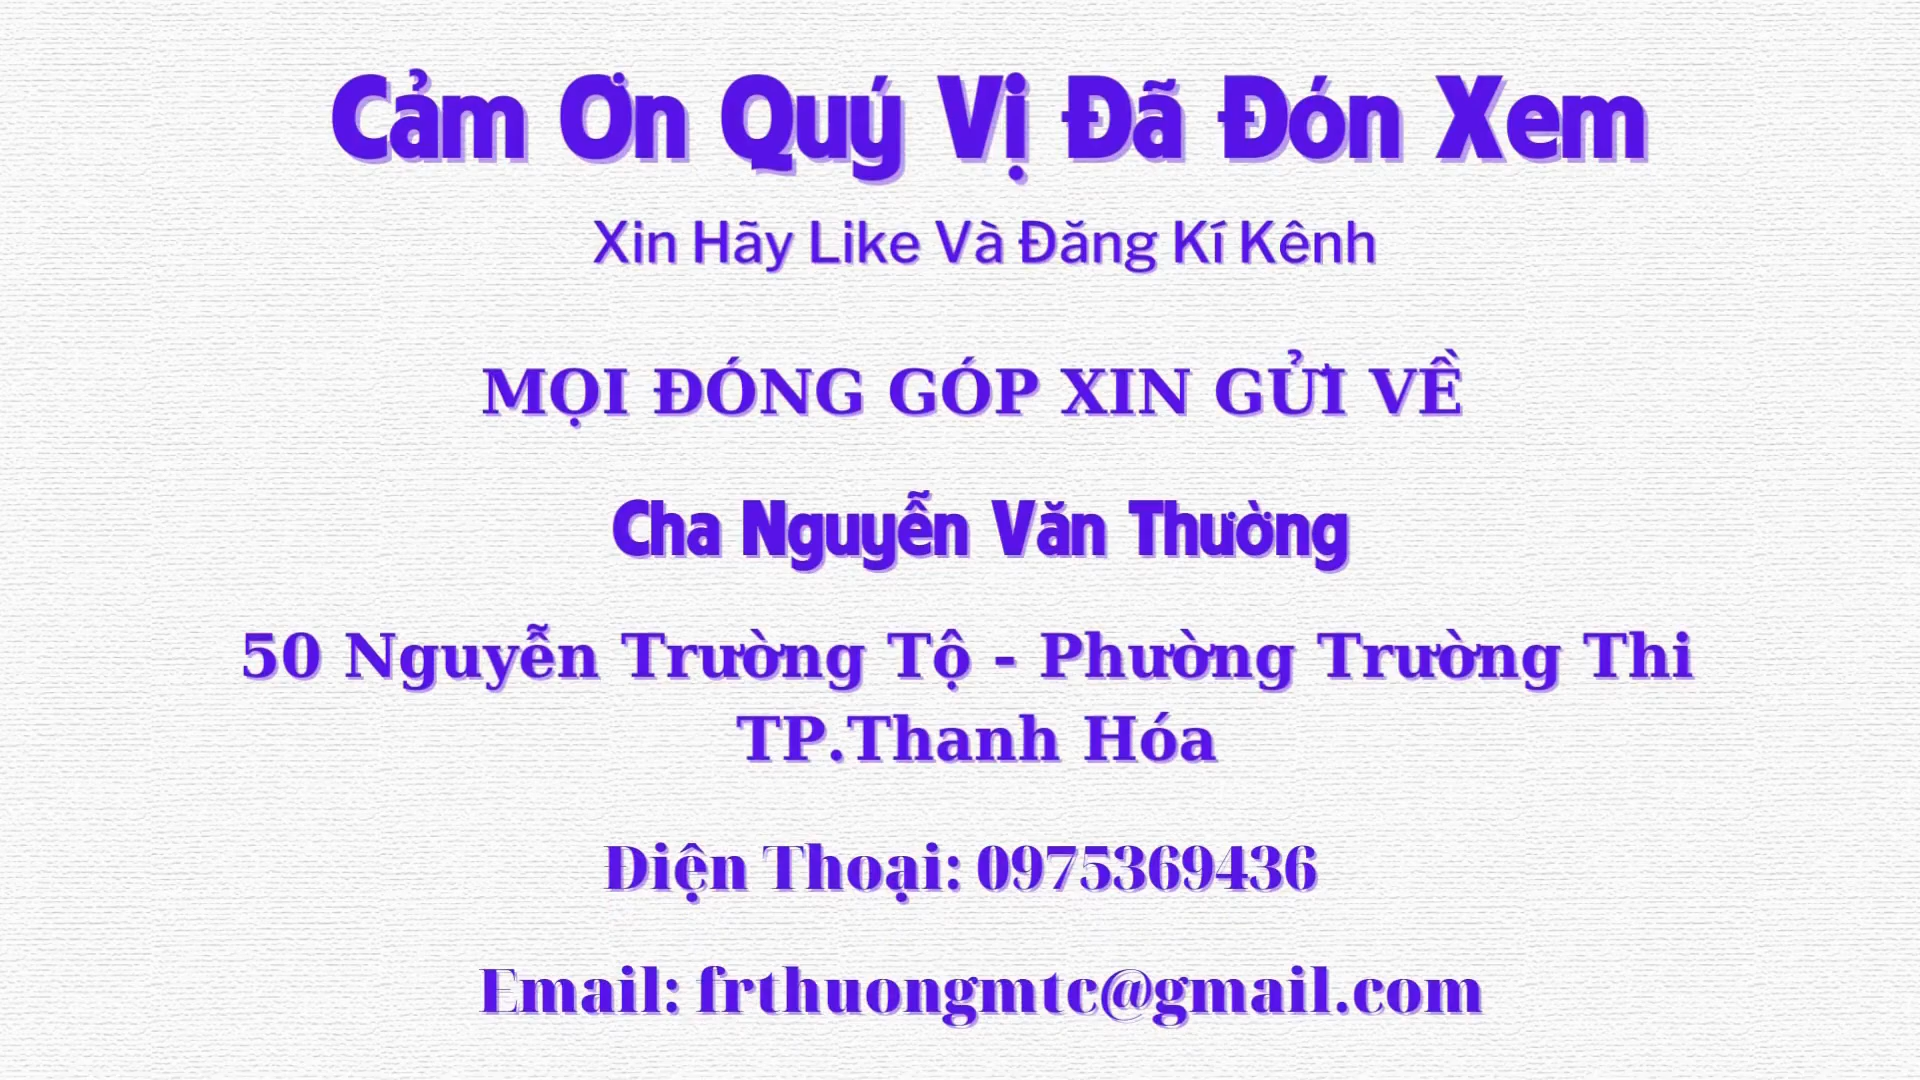 Cảm Ơn Quý Vị Đã Đón Xem
Xin Hãy Like Và Đăng Kí Kênh
MỌI ĐÓNG GÓP XIN GỬI VỀ
Cha Nguyễn Văn Thường
50 Nguyễn Trường Tộ - Phường Trường Thi
TP.Thanh Hóa
Điện Thoại: 0975369436
Email: frthuongmtc@gmail.com